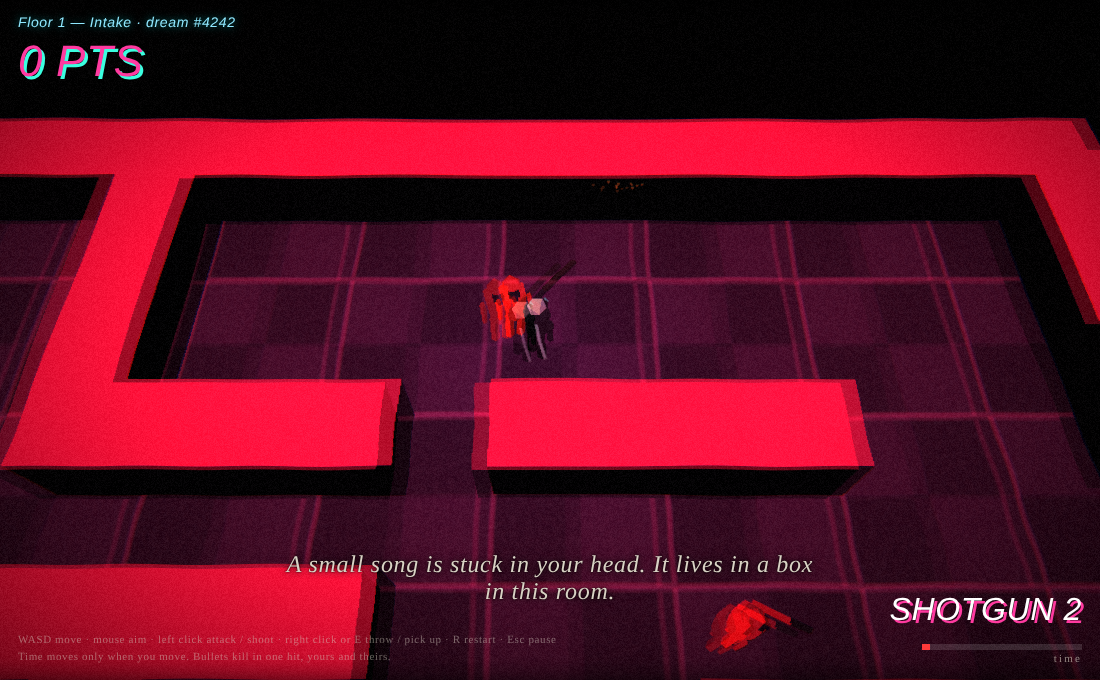 Floor 1 — Intake · dream #4242
0 PTS
A small song is stuck in your head. It lives in a box
in this room.
SHOTGUN 2
WASD move · mouse aim · left click attack / shoot · right click or E throw / pick up · R restart · Esc pause
Time moves only when you move. Bullets kill in one hit, yours and theirs.
time